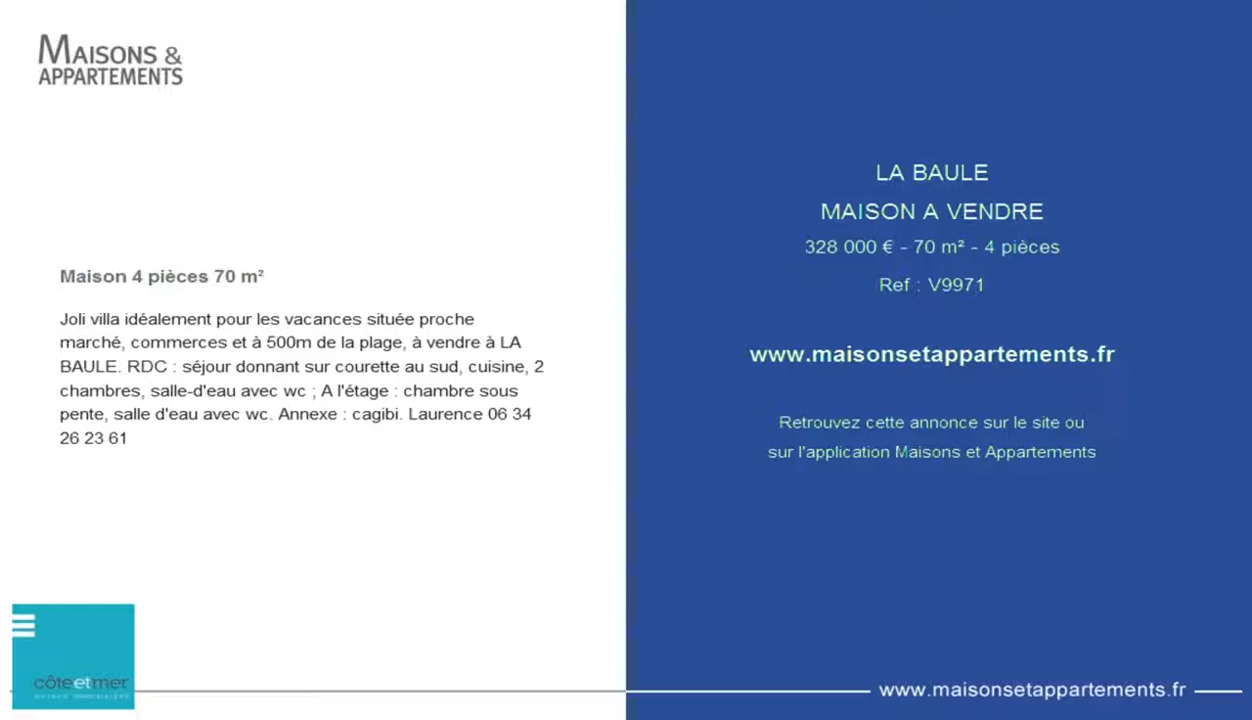 MAISONS &
APPARTEMENTS
LA BAULE
MAISON A VENDRE
328 000 € - 70 m² - 4 pièces
Ref : V9971
www.maisonsetappartements.fr
Retrouvez cette annonce sur le site ou
sur l'application Maisons et Appartements
Maison 4 pièces 70 m²
Joli villa idéalement pour les vacances située proche
marché, commerces et à 500m de la plage, à vendre à LA
BAULE. RDC : séjour donnant sur courette au sud, cuisine, 2
chambres, salle-d'eau avec wc ; A l'étage : chambre sous
pente, salle d'eau avec wc. Annexe : cagibi. Laurence 06 34
26 23 61
côteetmer
www.maisonsetappartements.fr